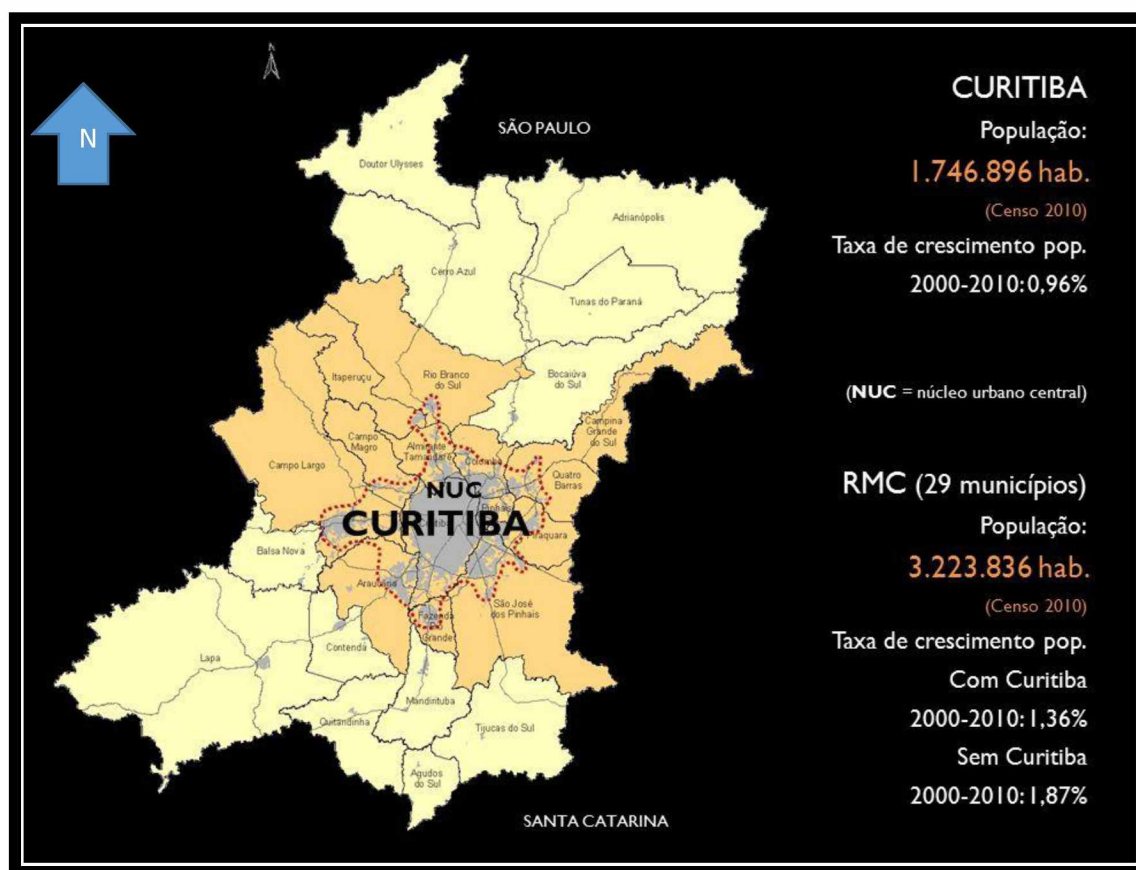 N
N
SÃO PAULO
Doutor Ulysses
Adrianópolis
Cerro Azul
Tunas do Paraná
Itaperuçu
Rio Branco
do Sul
Bocaiúva
do Sul
Campina
Grande
do Sul
Campo
Magro
Almirante
Tamandaré
Colombo
Campo Largo
Quatro
Barras
NUC
Pinhais
CURITIBA
Curitiba
Piraquara
Balsa Nova
Araucária
São José
dos Pinhais
Fazenda
Rio
Grande
Contenda
Lapa
Mandirituba
Quitandinha
Tijucas do Sul
Agudos
do Sul
SANTA CATARINA
CURITIBA
População:
1.746.896 hab.
(Censo 2010)
Taxa de crescimento pop.
2000-2010:0,96%
(NUC = núcleo urbano central)
RMC (29 municípios)
População:
3.223.836 hab.
(Censo 2010)
Taxa de crescimento pop.
Com Curitiba
2000-2010:1,36%
Sem Curitiba
2000-2010:1,87%